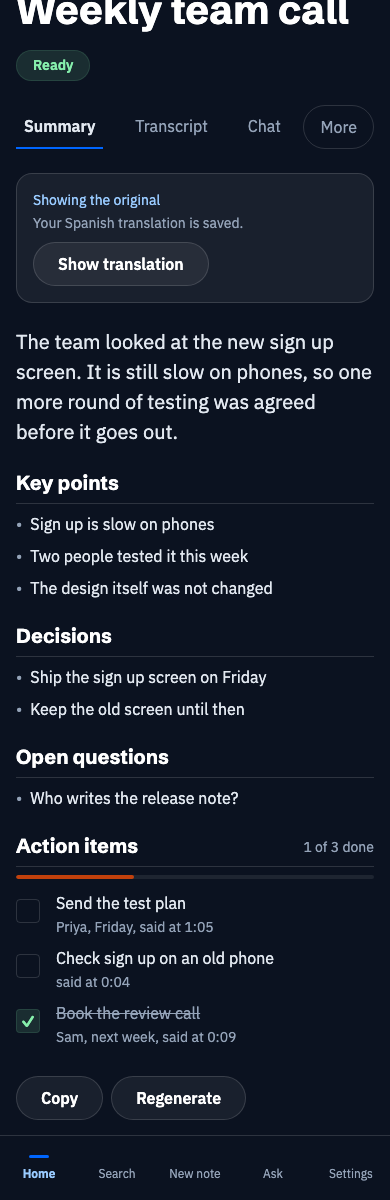 Weekly team call
Ready
Summary
Transcript
Chat
More
Showing the original
Your Spanish translation is saved.
Show translation
The team looked at the new sign up
screen. It is still slow on phones, so one
more round of testing was agreed
before it goes out.
Key points
• Sign up is slow on phones
• Two people tested it this week
• The design itself was not changed
Decisions
• Ship the sign up screen on Friday
• Keep the old screen until then
Open questions
• Who writes the release note?
Action items
1 of 3 done
Send the test plan
Priya, Friday, said at 1:05
Check sign up on an old phone
said at 0:04
Book the review call
Sam, next week, said at 0:09
Copy
Regenerate
Home
Search
New note
Ask
Settings